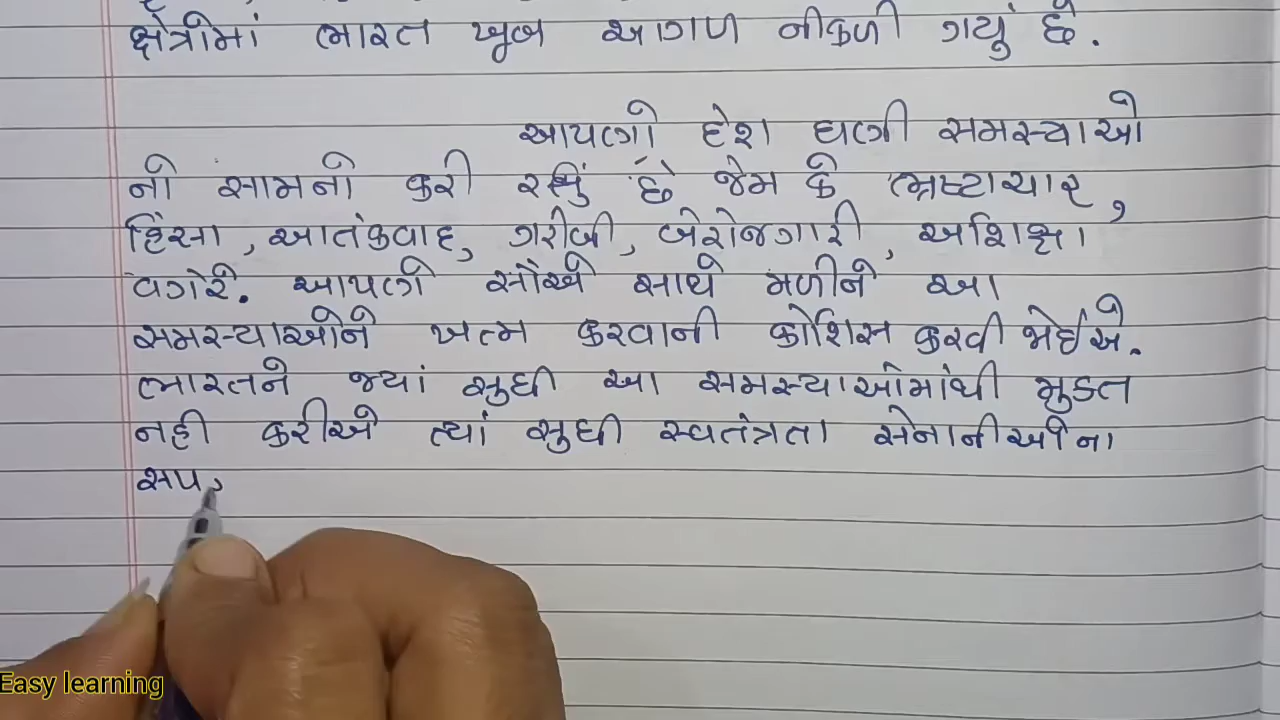 ક્ષેત્રોમાં ભારત ખૂબ આગળ નીકળી ગયું છે.
આપણો દેશ ઘણી સમસ્યાઓ
નો સામનો કરી રહ્યું છે જેમ કે ભ્રષ્ટાચાર,
હિંસા, આતંકવાદ, ગરીબી, બેરોજગારી, અશિક્ષા
વગેરે. આપણે સૌએ સાથે મળીને આ
સમસ્યાઓને ખત્મ કરવાની કોશિસ કરવી જોઈએ.
ભારતને જ્યાં સુધી આ સમસ્યાઓમાંથી મુક્ત
નહી કરીએ ત્યાં સુધી સ્વતંત્રતા સેનાનીઓના
સપ
Easy learning